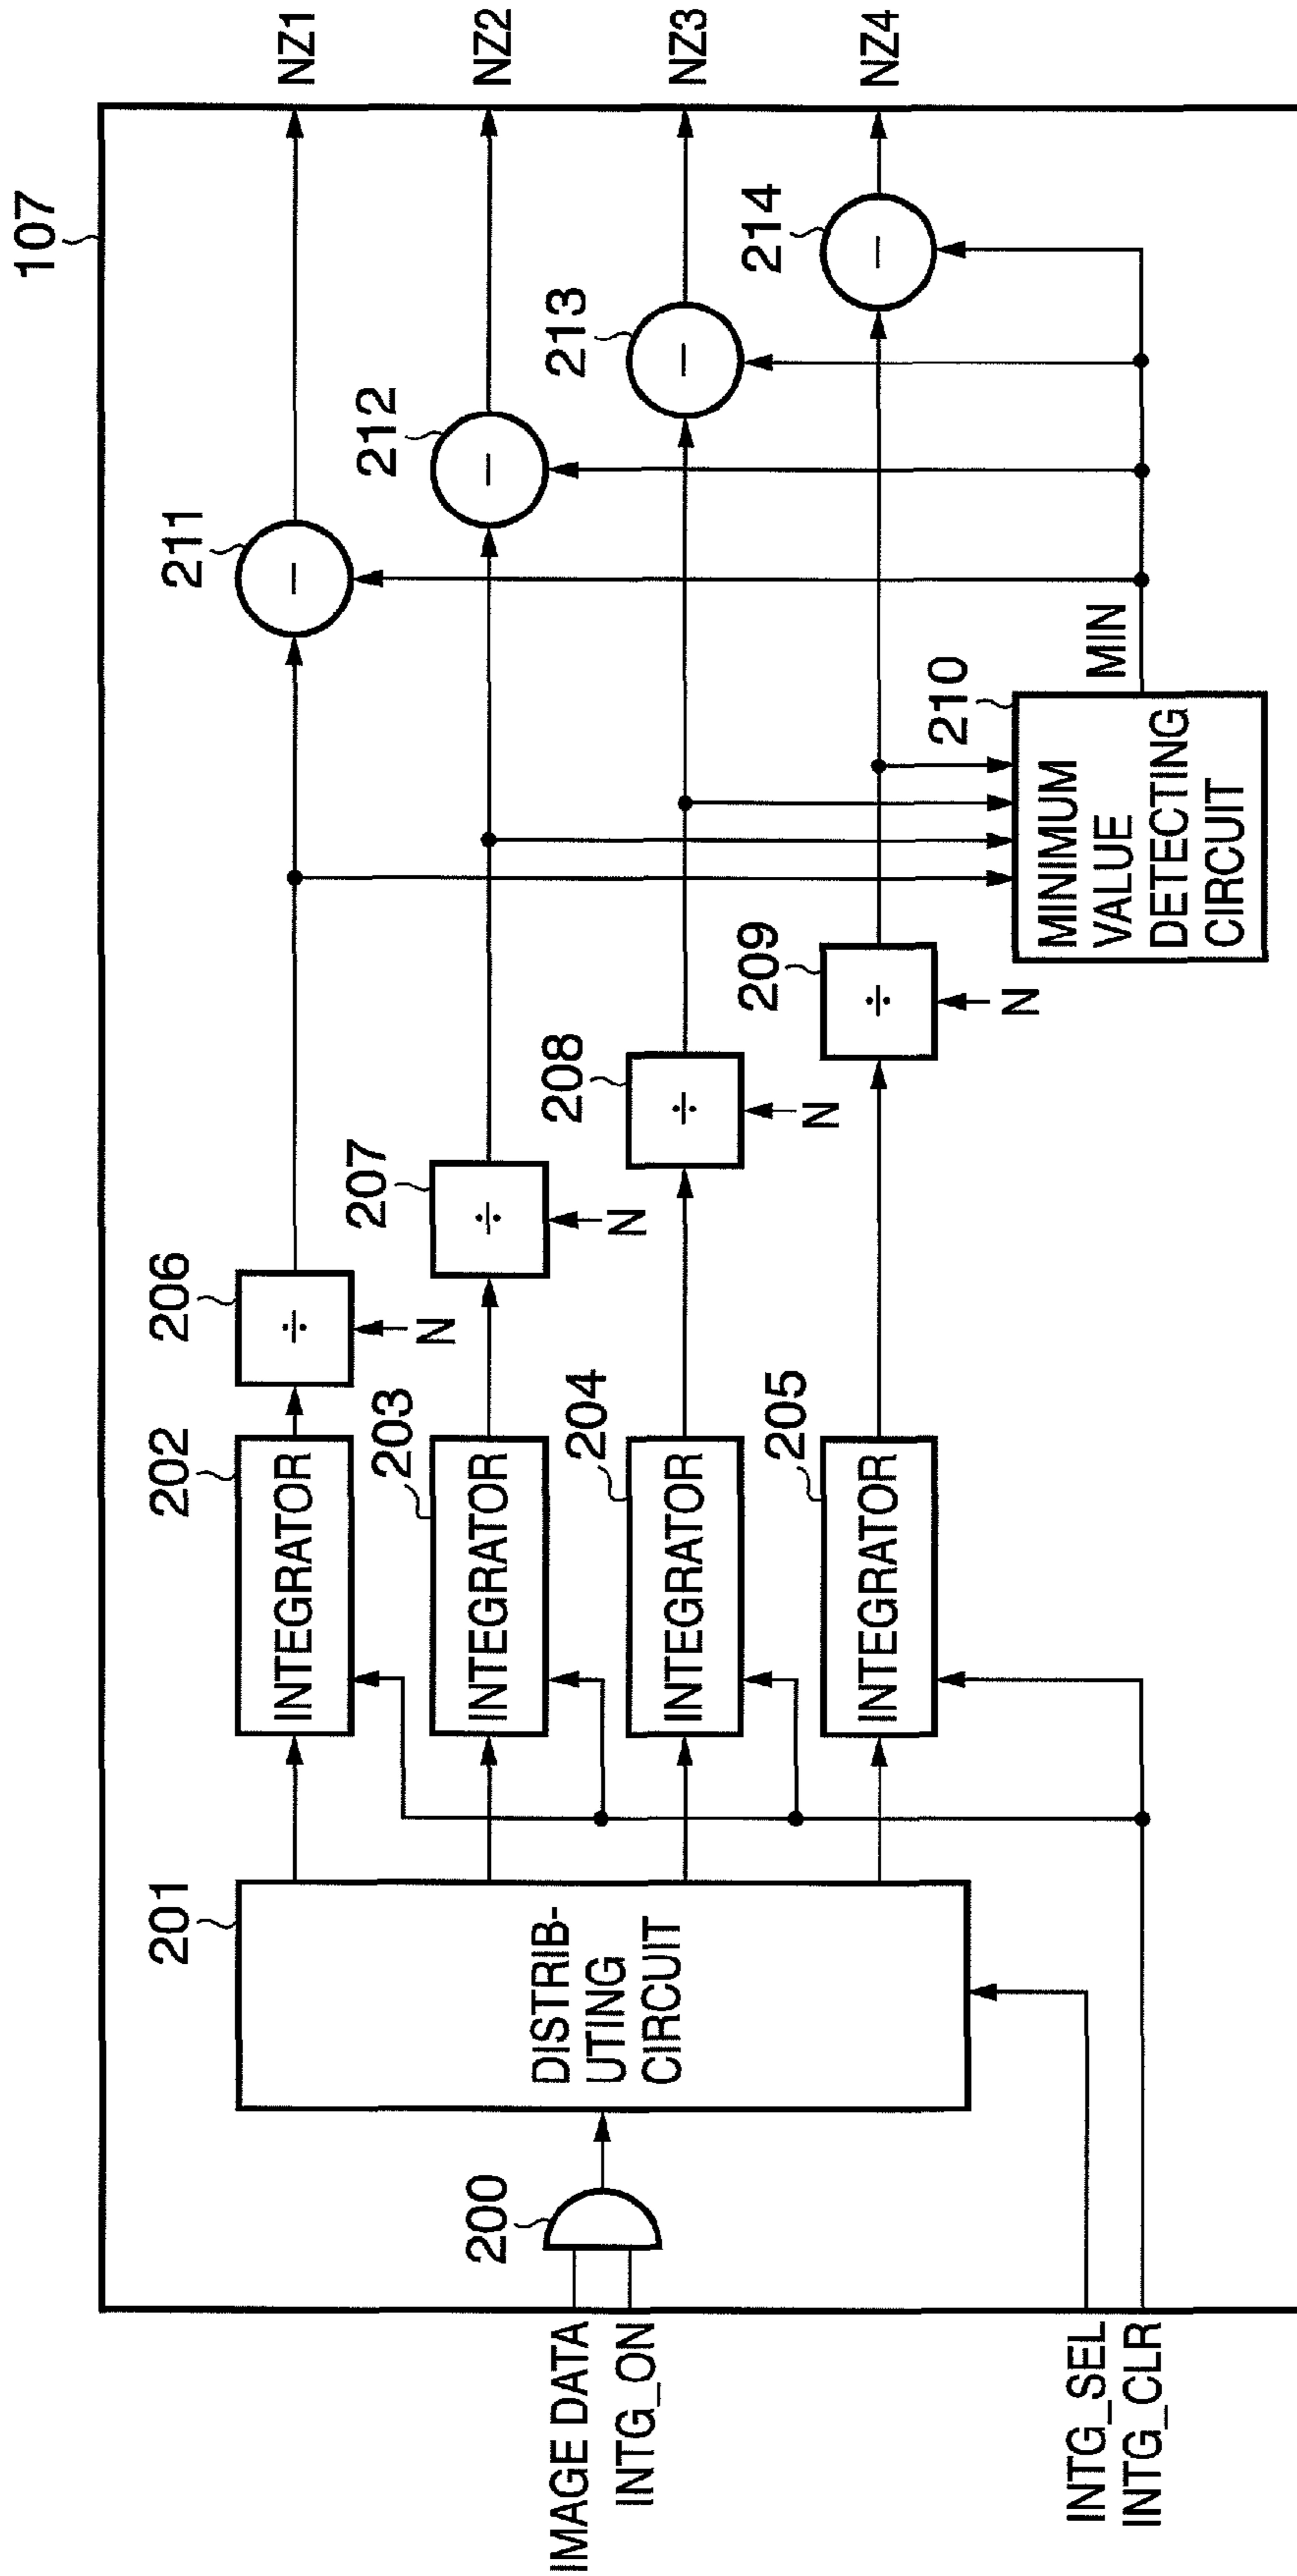 107
IMAGE DATA
INTG_ON
INTG_SEL
INTG_CLR
200
201
DISTRIB-
UTING
CIRCUIT
202
INTEGRATOR
203
INTEGRATOR
204
INTEGRATOR
205
INTEGRATOR
206
÷
N
207
÷
N
208
÷
N
209
÷
N
210
MINIMUM
VALUE
DETECTING
CIRCUIT
MIN
211
−
212
−
213
−
214
−
NZ1
NZ2
NZ3
NZ4